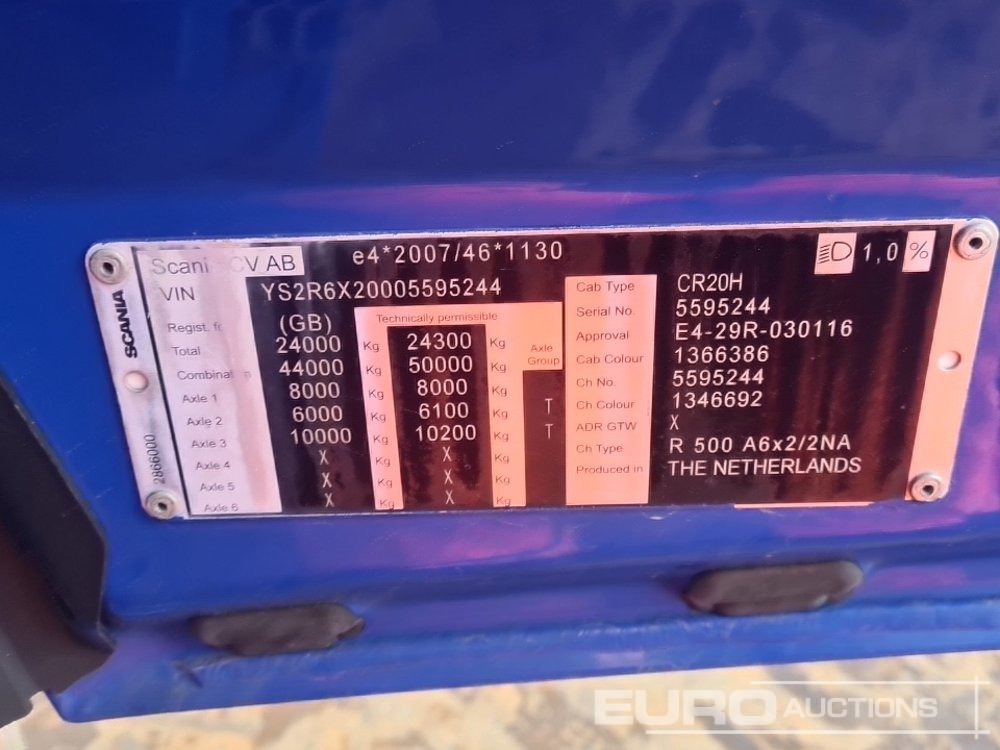 Scani CV AB e4*2007/46*1130 1,0 %
VIN YS2R6X20005595244
Regist. f (GB) Technically permissible
Total 24000 Kg 24300 Kg Axle Group
Combinat n 44000 Kg 50000 Kg
Axle 1 8000 Kg 8000 Kg
Axle 2 6000 Kg 6100 Kg T
Axle 3 10000 Kg 10200 Kg T
Axle 4 X Kg X Kg
Axle 5 X Kg X Kg
Axle 6 X Kg X Kg
Cab Type CR20H
Serial No. 5595244
Approval E4-29R-030116
Cab Colour 1366386
Ch No. 5595244
Ch Colour 1346692
ADR GTW X
Ch Type R 500 A6x2/2NA
Produced in THE NETHERLANDS
SCANIA
2866000
EURO AUCTIONS